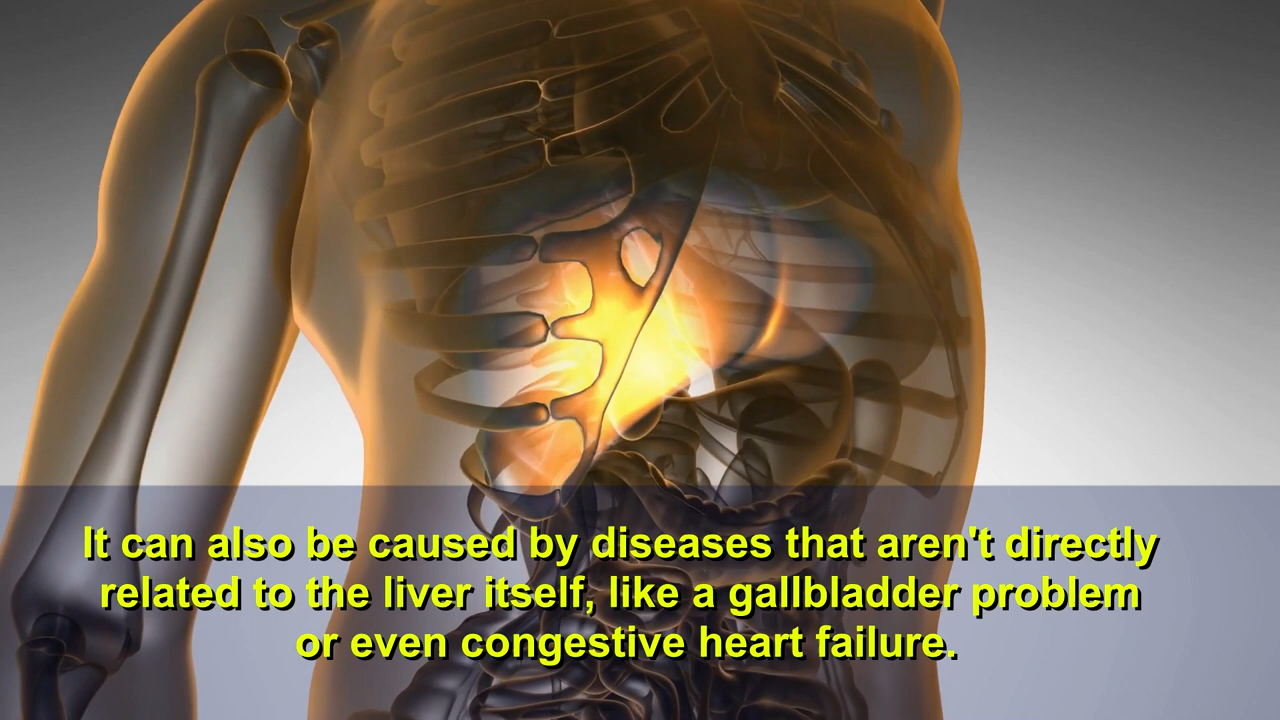 It can also be caused by diseases that aren't directly
related to the liver itself, like a gallbladder problem
or even congestive heart failure.